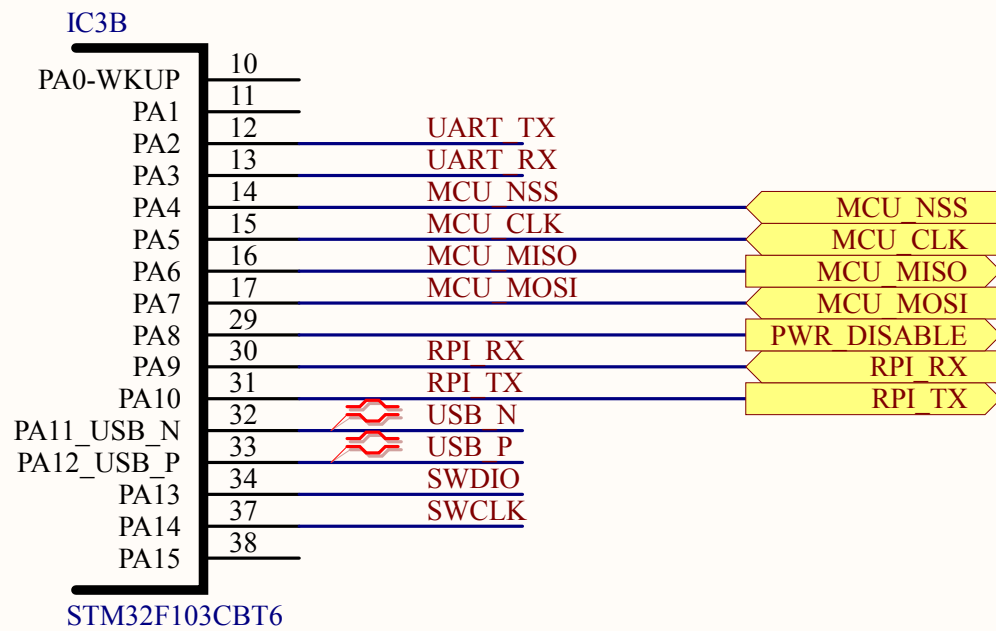 IC3B
PA0-WKUP 10
PA1 11
PA2 12 UART_TX
PA3 13 UART_RX
PA4 14 MCU_NSS MCU_NSS
PA5 15 MCU_CLK MCU_CLK
PA6 16 MCU_MISO MCU_MISO
PA7 17 MCU_MOSI MCU_MOSI
PA8 29 PWR_DISABLE
PA9 30 RPI_RX RPI_RX
PA10 31 RPI_TX RPI_TX
PA11_USB_N 32 USB_N
PA12_USB_P 33 USB_P
PA13 34 SWDIO
PA14 37 SWCLK
PA15 38
STM32F103CBT6